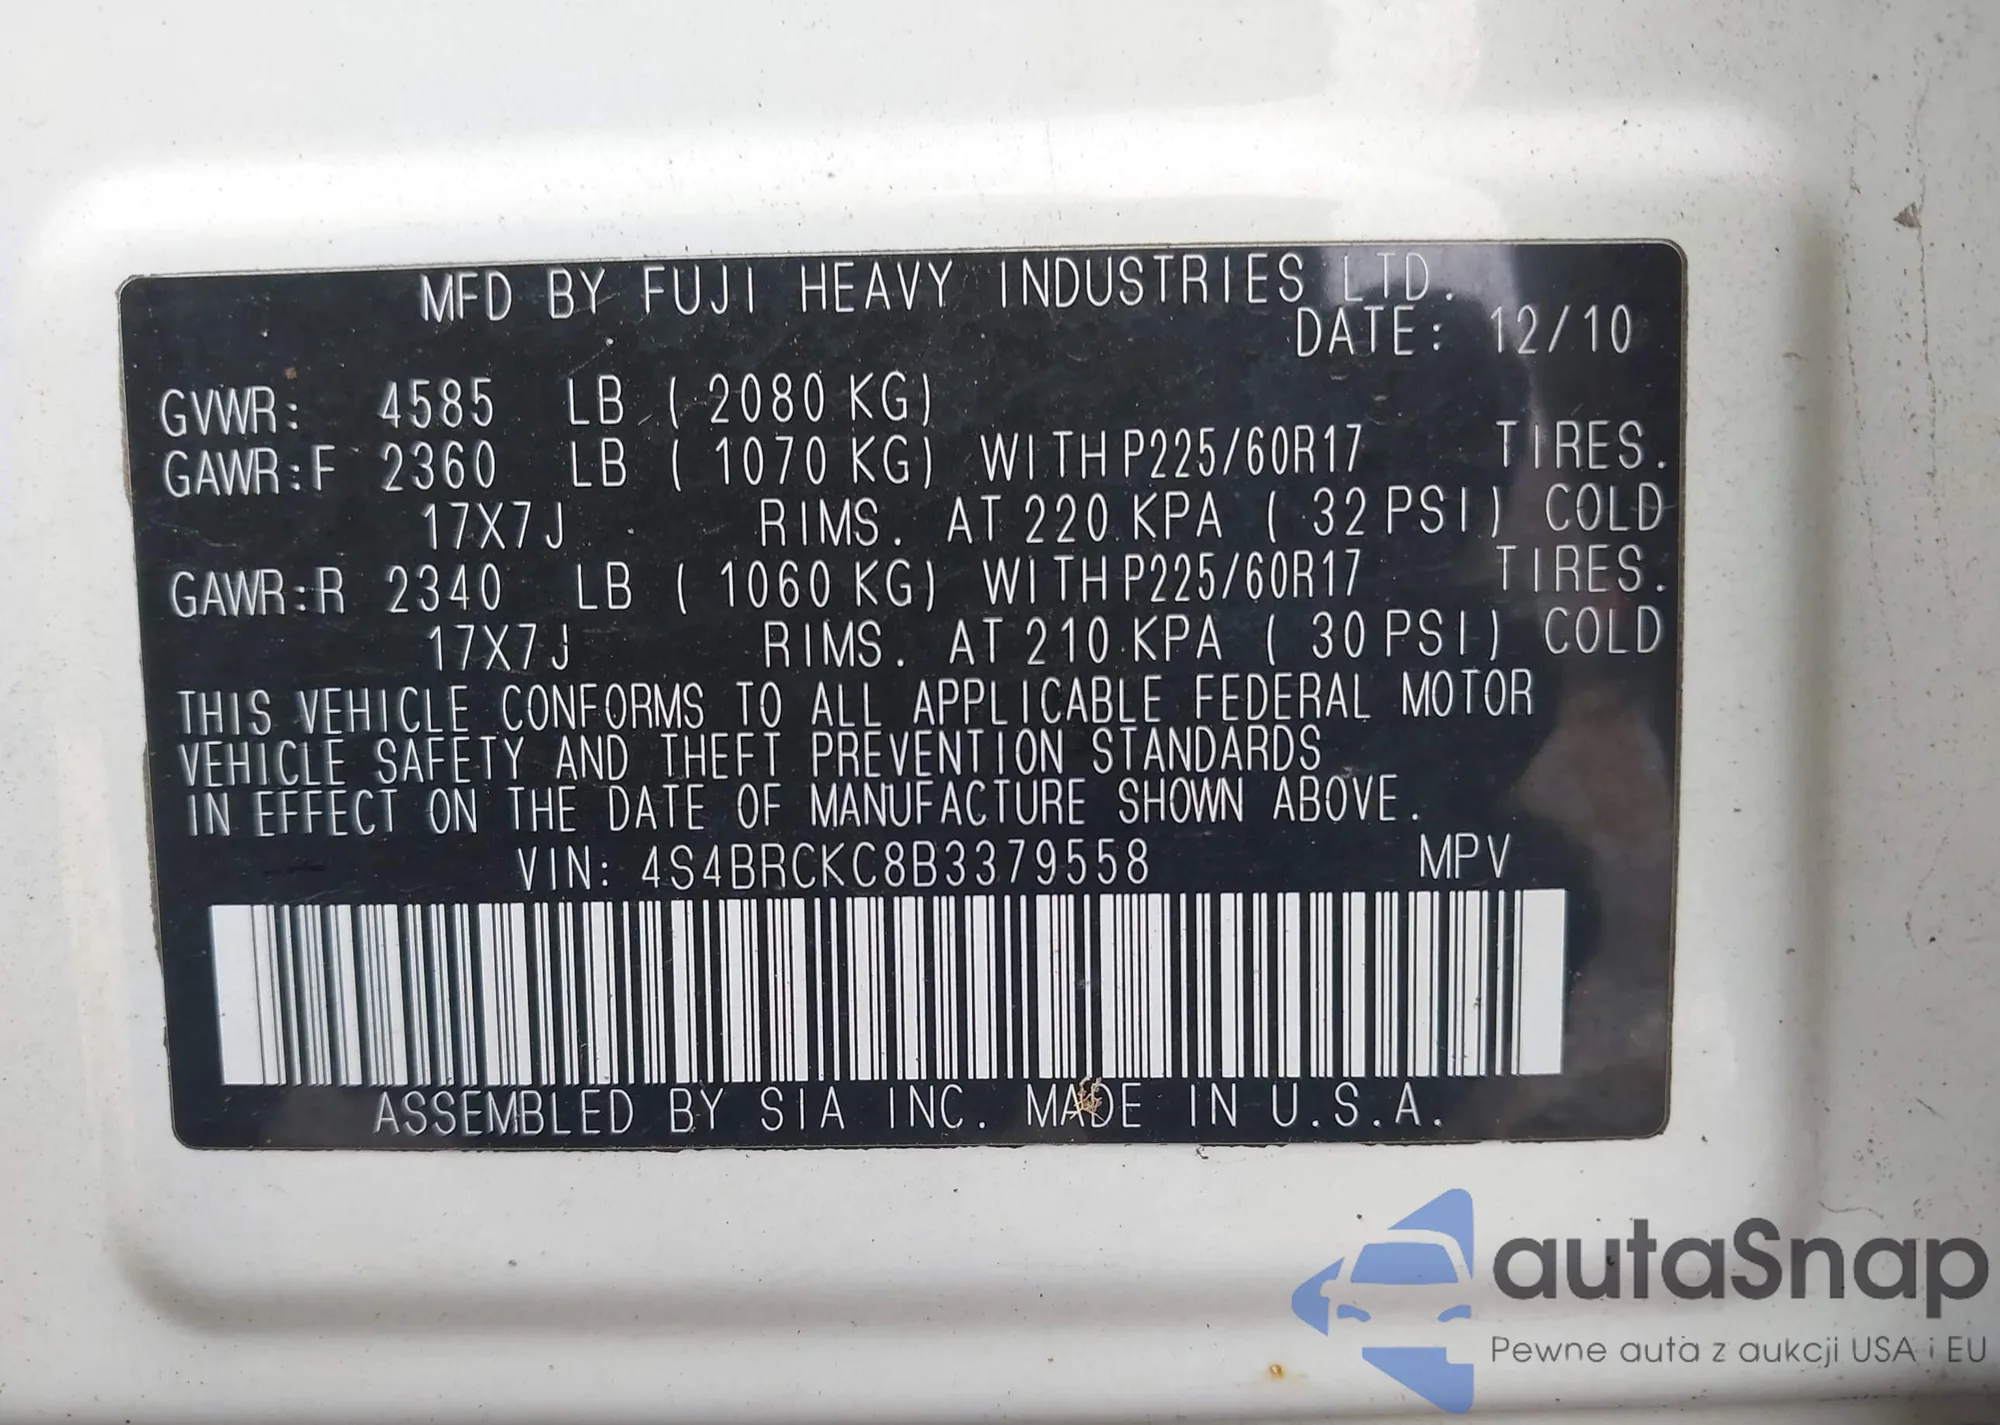 MFD BY FUJI HEAVY INDUSTRIES LTD.
DATE: 12/10
GVWR: 4585 LB ( 2080 KG)
GAWR:F 2360 LB ( 1070 KG) WITH P225/60R17 TIRES.
17X7J RIMS. AT 220 KPA ( 32 PSI) COLD
GAWR:R 2340 LB ( 1060 KG) WITH P225/60R17 TIRES.
17X7J RIMS. AT 210 KPA ( 30 PSI) COLD
THIS VEHICLE CONFORMS TO ALL APPLICABLE FEDERAL MOTOR
VEHICLE SAFETY AND THEFT PREVENTION STANDARDS
IN EFFECT ON THE DATE OF MANUFACTURE SHOWN ABOVE.
VIN: 4S4BRCKC8B3379558 MPV
ASSEMBLED BY SIA INC. MADE IN U.S.A.
autaSnap
Pewne auta z aukcji USA i EU